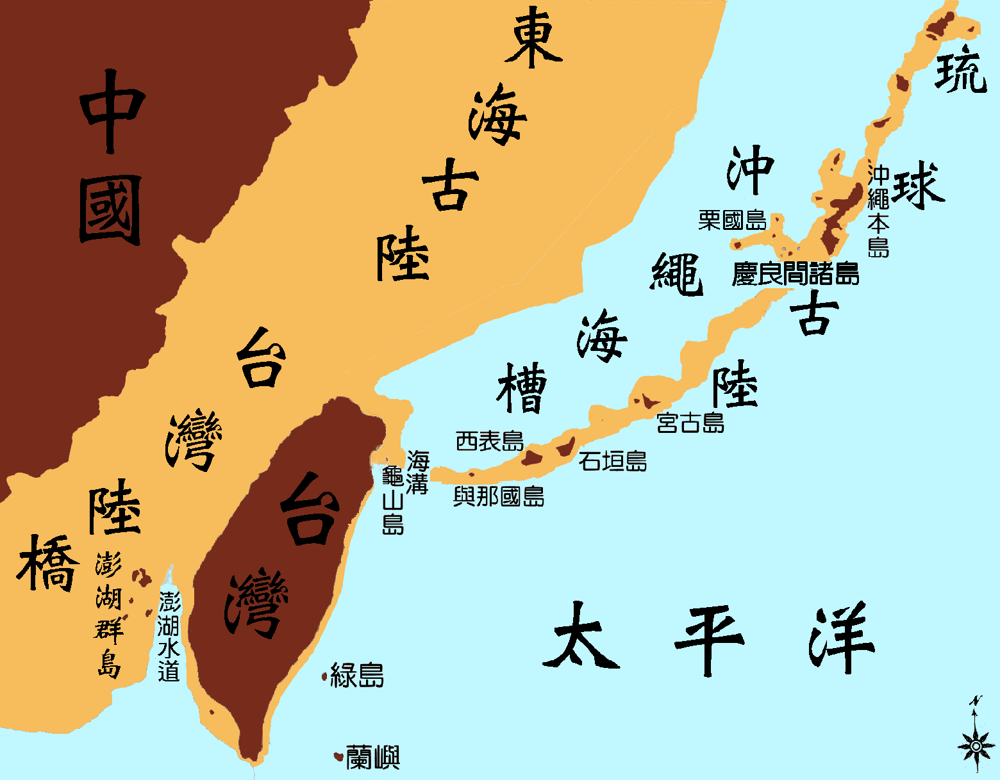 中國
東海古陸
台灣陸橋
台灣
澎湖群島
澎湖水道
龜山島
海溝
沖繩海槽
琉球古陸
栗國島
沖繩本島
慶良間諸島
宮古島
石垣島
西表島
與那國島
綠島
蘭嶼
太平洋
N